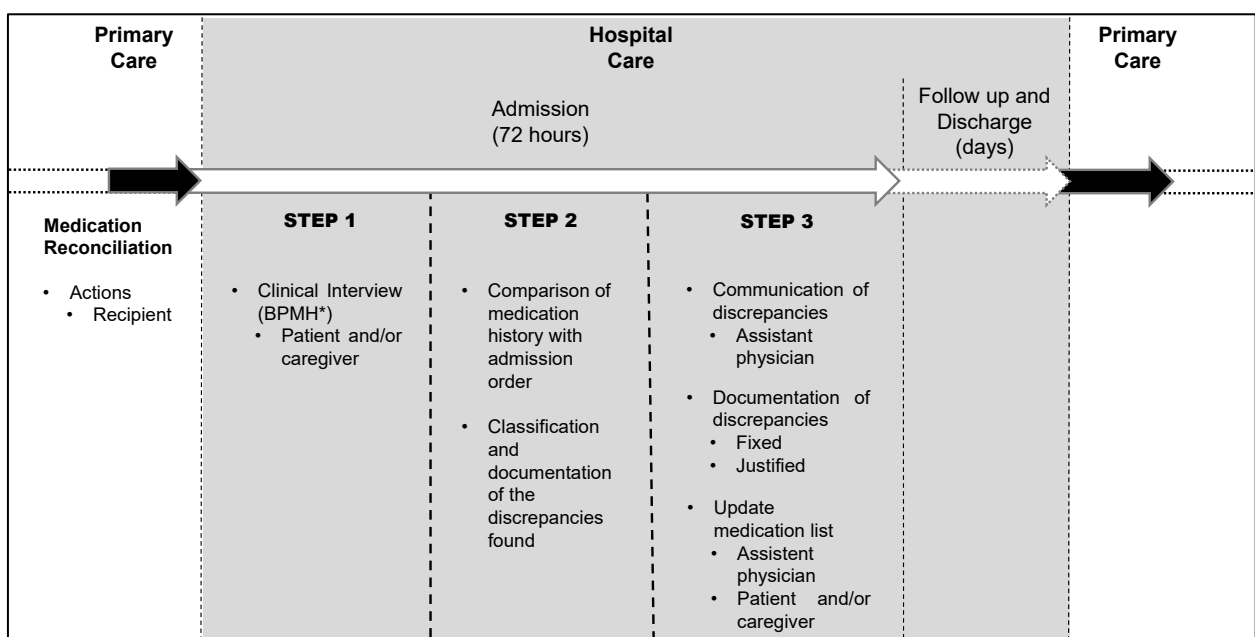 Primary
Care
Hospital
Care
Primary
Care
Admission
(72 hours)
Follow up and
Discharge
(days)
Medication
Reconciliation
• Actions
• Recipient
STEP 1
• Clinical Interview
(BPMH*)
• Patient and/or
caregiver
STEP 2
• Comparison of
medication
history with
admission
order
• Classification
and
documentation
of the
discrepancies
found
STEP 3
• Communication of
discrepancies
• Assistant
physician
• Documentation of
discrepancies
• Fixed
• Justified
• Update
medication list
• Assistent
physician
• Patient and/or
caregiver